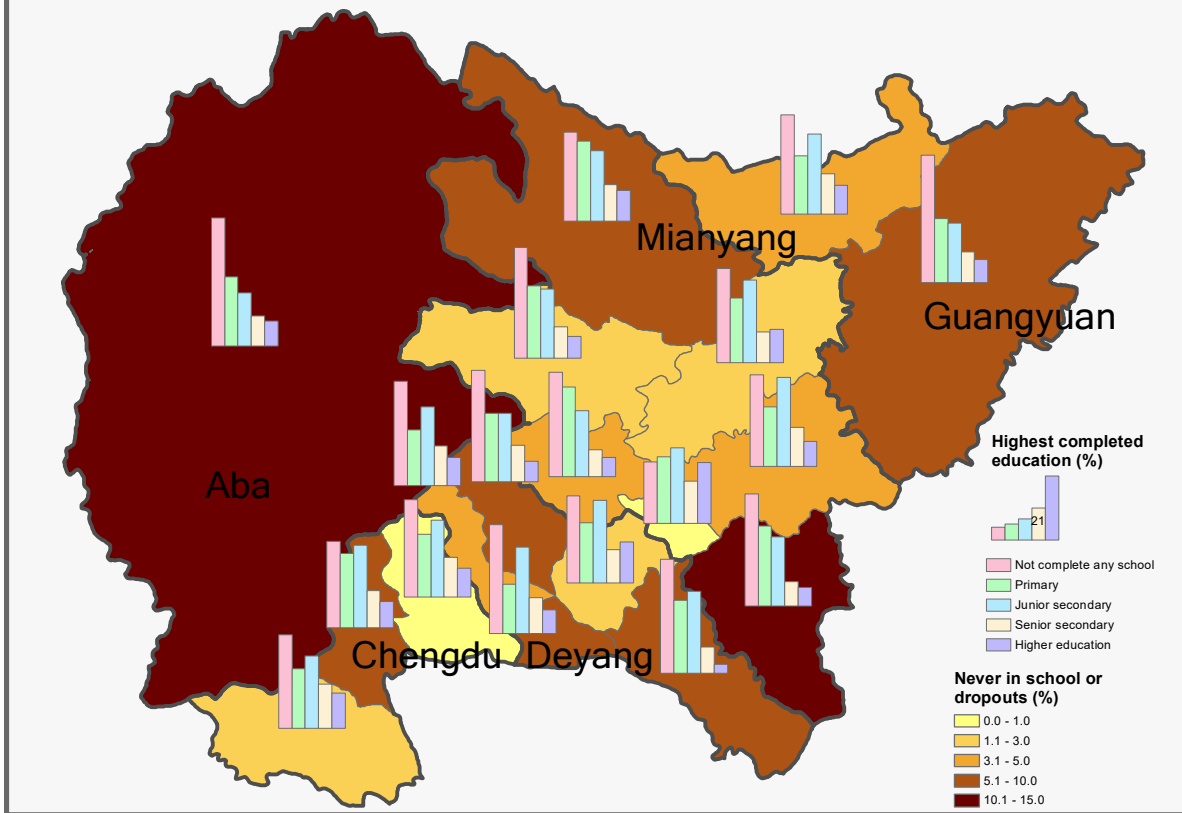 Mianyang
Guangyuan
Aba
Chengdu
Deyang
Highest completed
education (%)
21
Not complete any school
Primary
Junior secondary
Senior secondary
Higher education
Never in school or
dropouts (%)
0.0 - 1.0
1.1 - 3.0
3.1 - 5.0
5.1 - 10.0
10.1 - 15.0